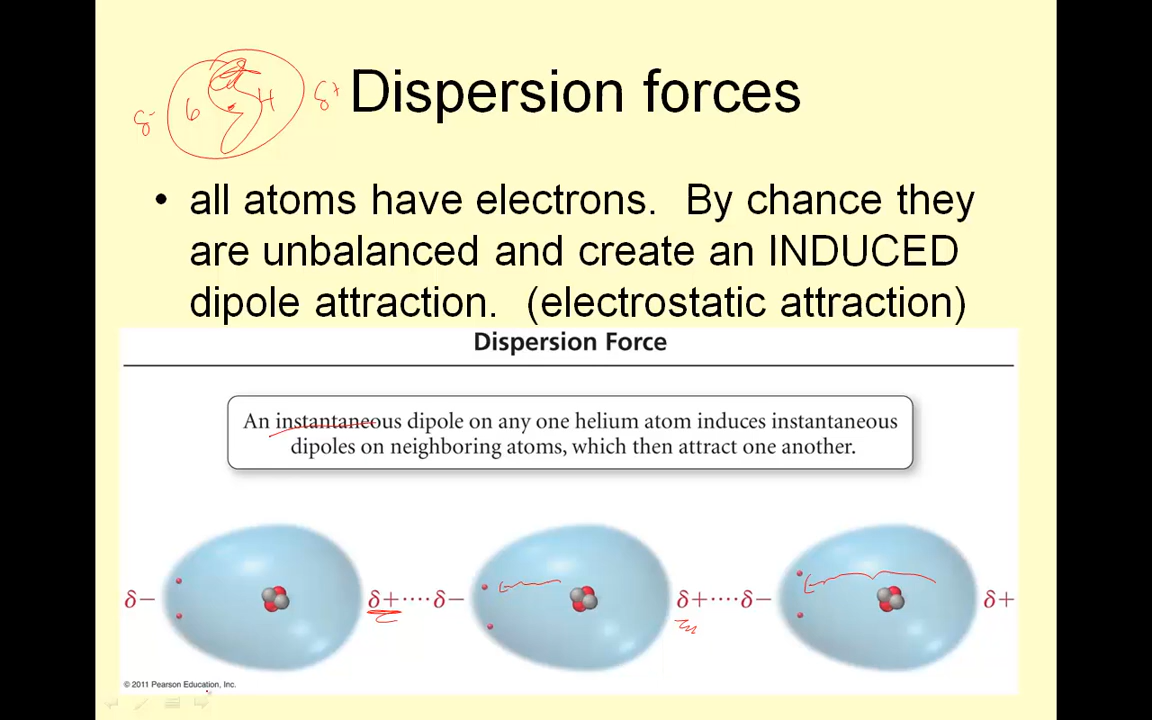 Dispersion forces
δ- 6 4 δ+
• all atoms have electrons. By chance they
are unbalanced and create an INDUCED
dipole attraction. (electrostatic attraction)
Dispersion Force
An instantaneous dipole on any one helium atom induces instantaneous
dipoles on neighboring atoms, which then attract one another.
δ− δ+····δ− δ+····δ− δ+
© 2011 Pearson Education, Inc.